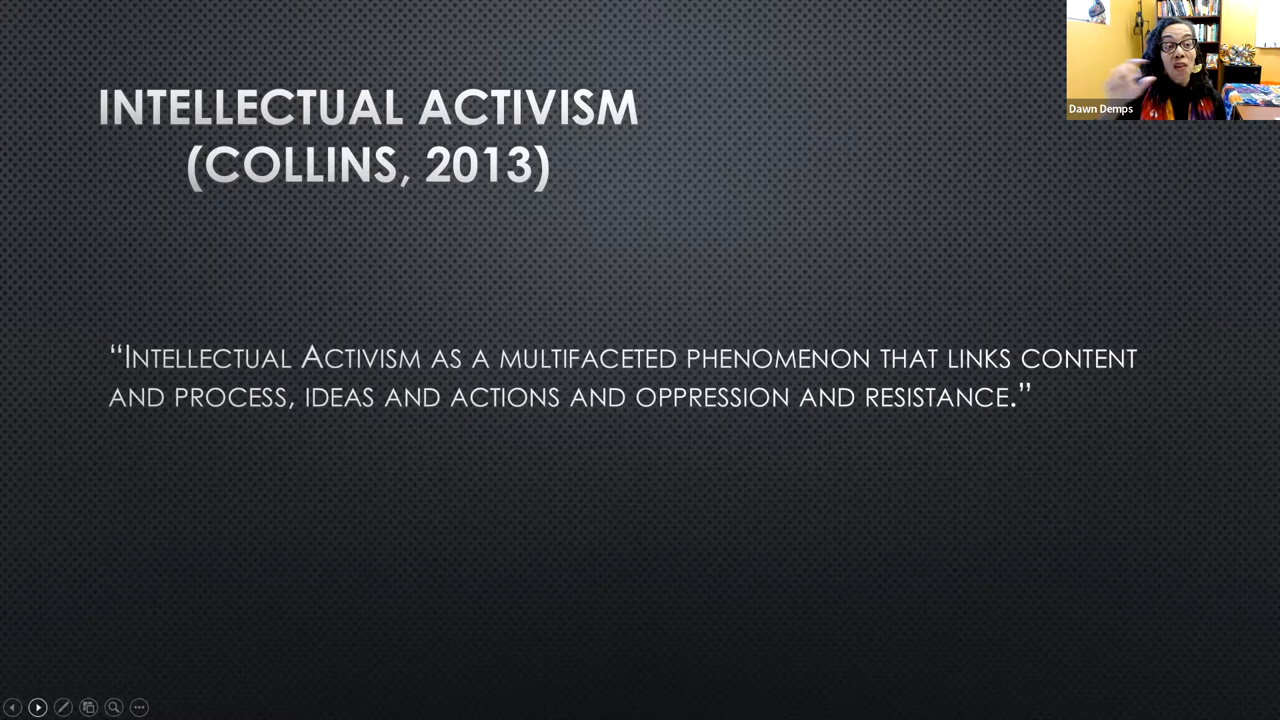 INTELLECTUAL ACTIVISM
(COLLINS, 2013)
Dawn Demps
“INTELLECTUAL ACTIVISM AS A MULTIFACETED PHENOMENON THAT LINKS CONTENT
AND PROCESS, IDEAS AND ACTIONS AND OPPRESSION AND RESISTANCE.”